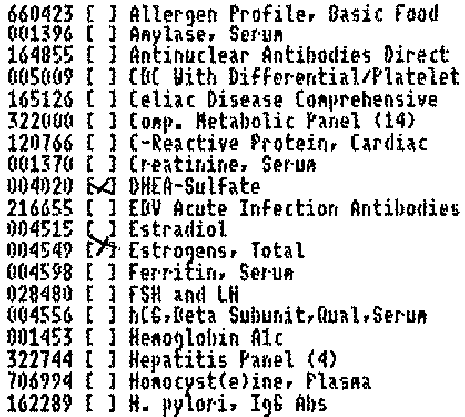 660423 [ ] Allergen Profile, Basic Food
001396 [ ] Amylase, Serum
164855 [ ] Antinuclear Antibodies Direct
005009 [ ] CBC With Differential/Platelet
165126 [ ] Celiac Disease Comprehensive
322000 [ ] Comp. Metabolic Panel (14)
120766 [ ] C-Reactive Protein, Cardiac
001370 [ ] Creatinine, Serum
004020 [✓] DHEA-Sulfate
216655 [ ] EBV Acute Infection Antibodies
004515 [ ] Estradiol
004549 [✓] Estrogens, Total
004598 [ ] Ferritin, Serum
028480 [ ] FSH and LH
004556 [ ] hCG,Beta Subunit,Qual,Serum
001453 [ ] Hemoglobin A1c
322744 [ ] Hepatitis Panel (4)
706994 [ ] Homocyst(e)ine, Plasma
162289 [ ] H. pylori, IgG Abs